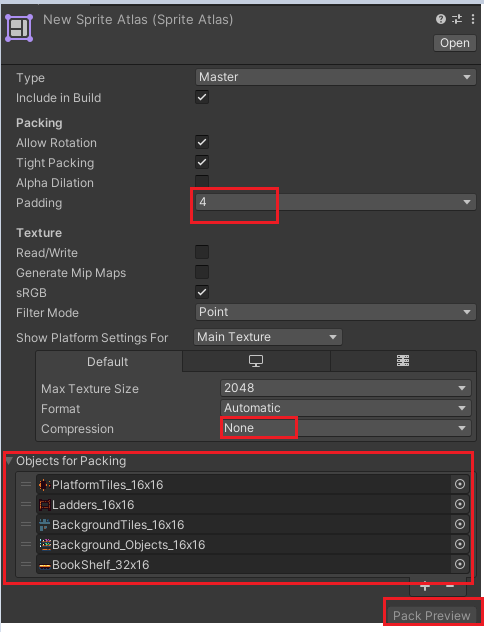 New Sprite Atlas (Sprite Atlas)
Open
Type Master
Include in Build
Packing
Allow Rotation
Tight Packing
Alpha Dilation
Padding 4
Texture
Read/Write
Generate Mip Maps
sRGB
Filter Mode Point
Show Platform Settings For Main Texture
Default
Max Texture Size 2048
Format Automatic
Compression None
Objects for Packing
PlatformTiles_16x16
Ladders_16x16
BackgroundTiles_16x16
Background_Objects_16x16
BookShelf_32x16
+ -
Pack Preview